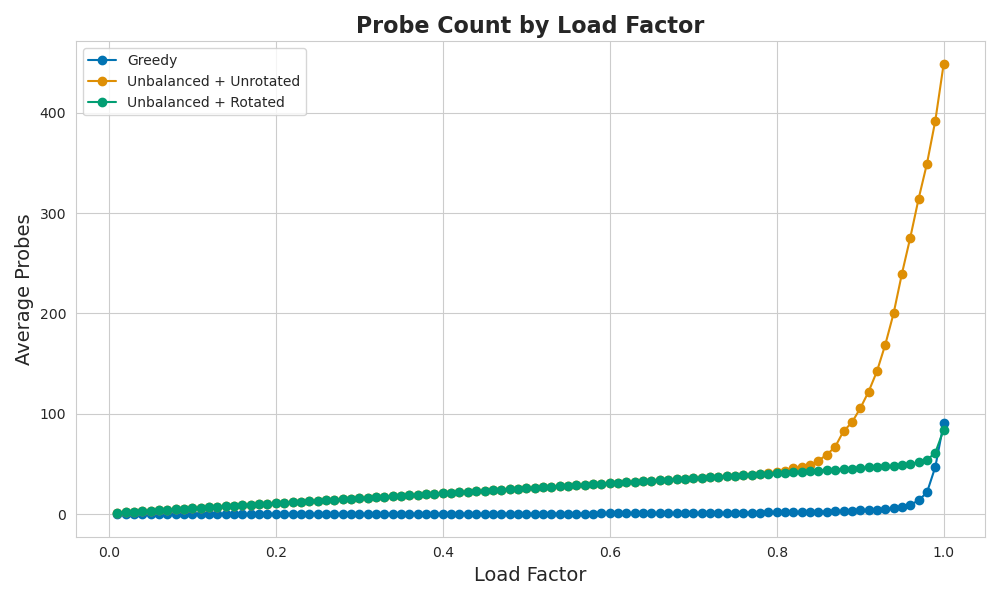 Probe Count by Load Factor
Greedy
Unbalanced + Unrotated
Unbalanced + Rotated
Average Probes
400
300
200
100
0
0.0 0.2 0.4 0.6 0.8 1.0
Load Factor